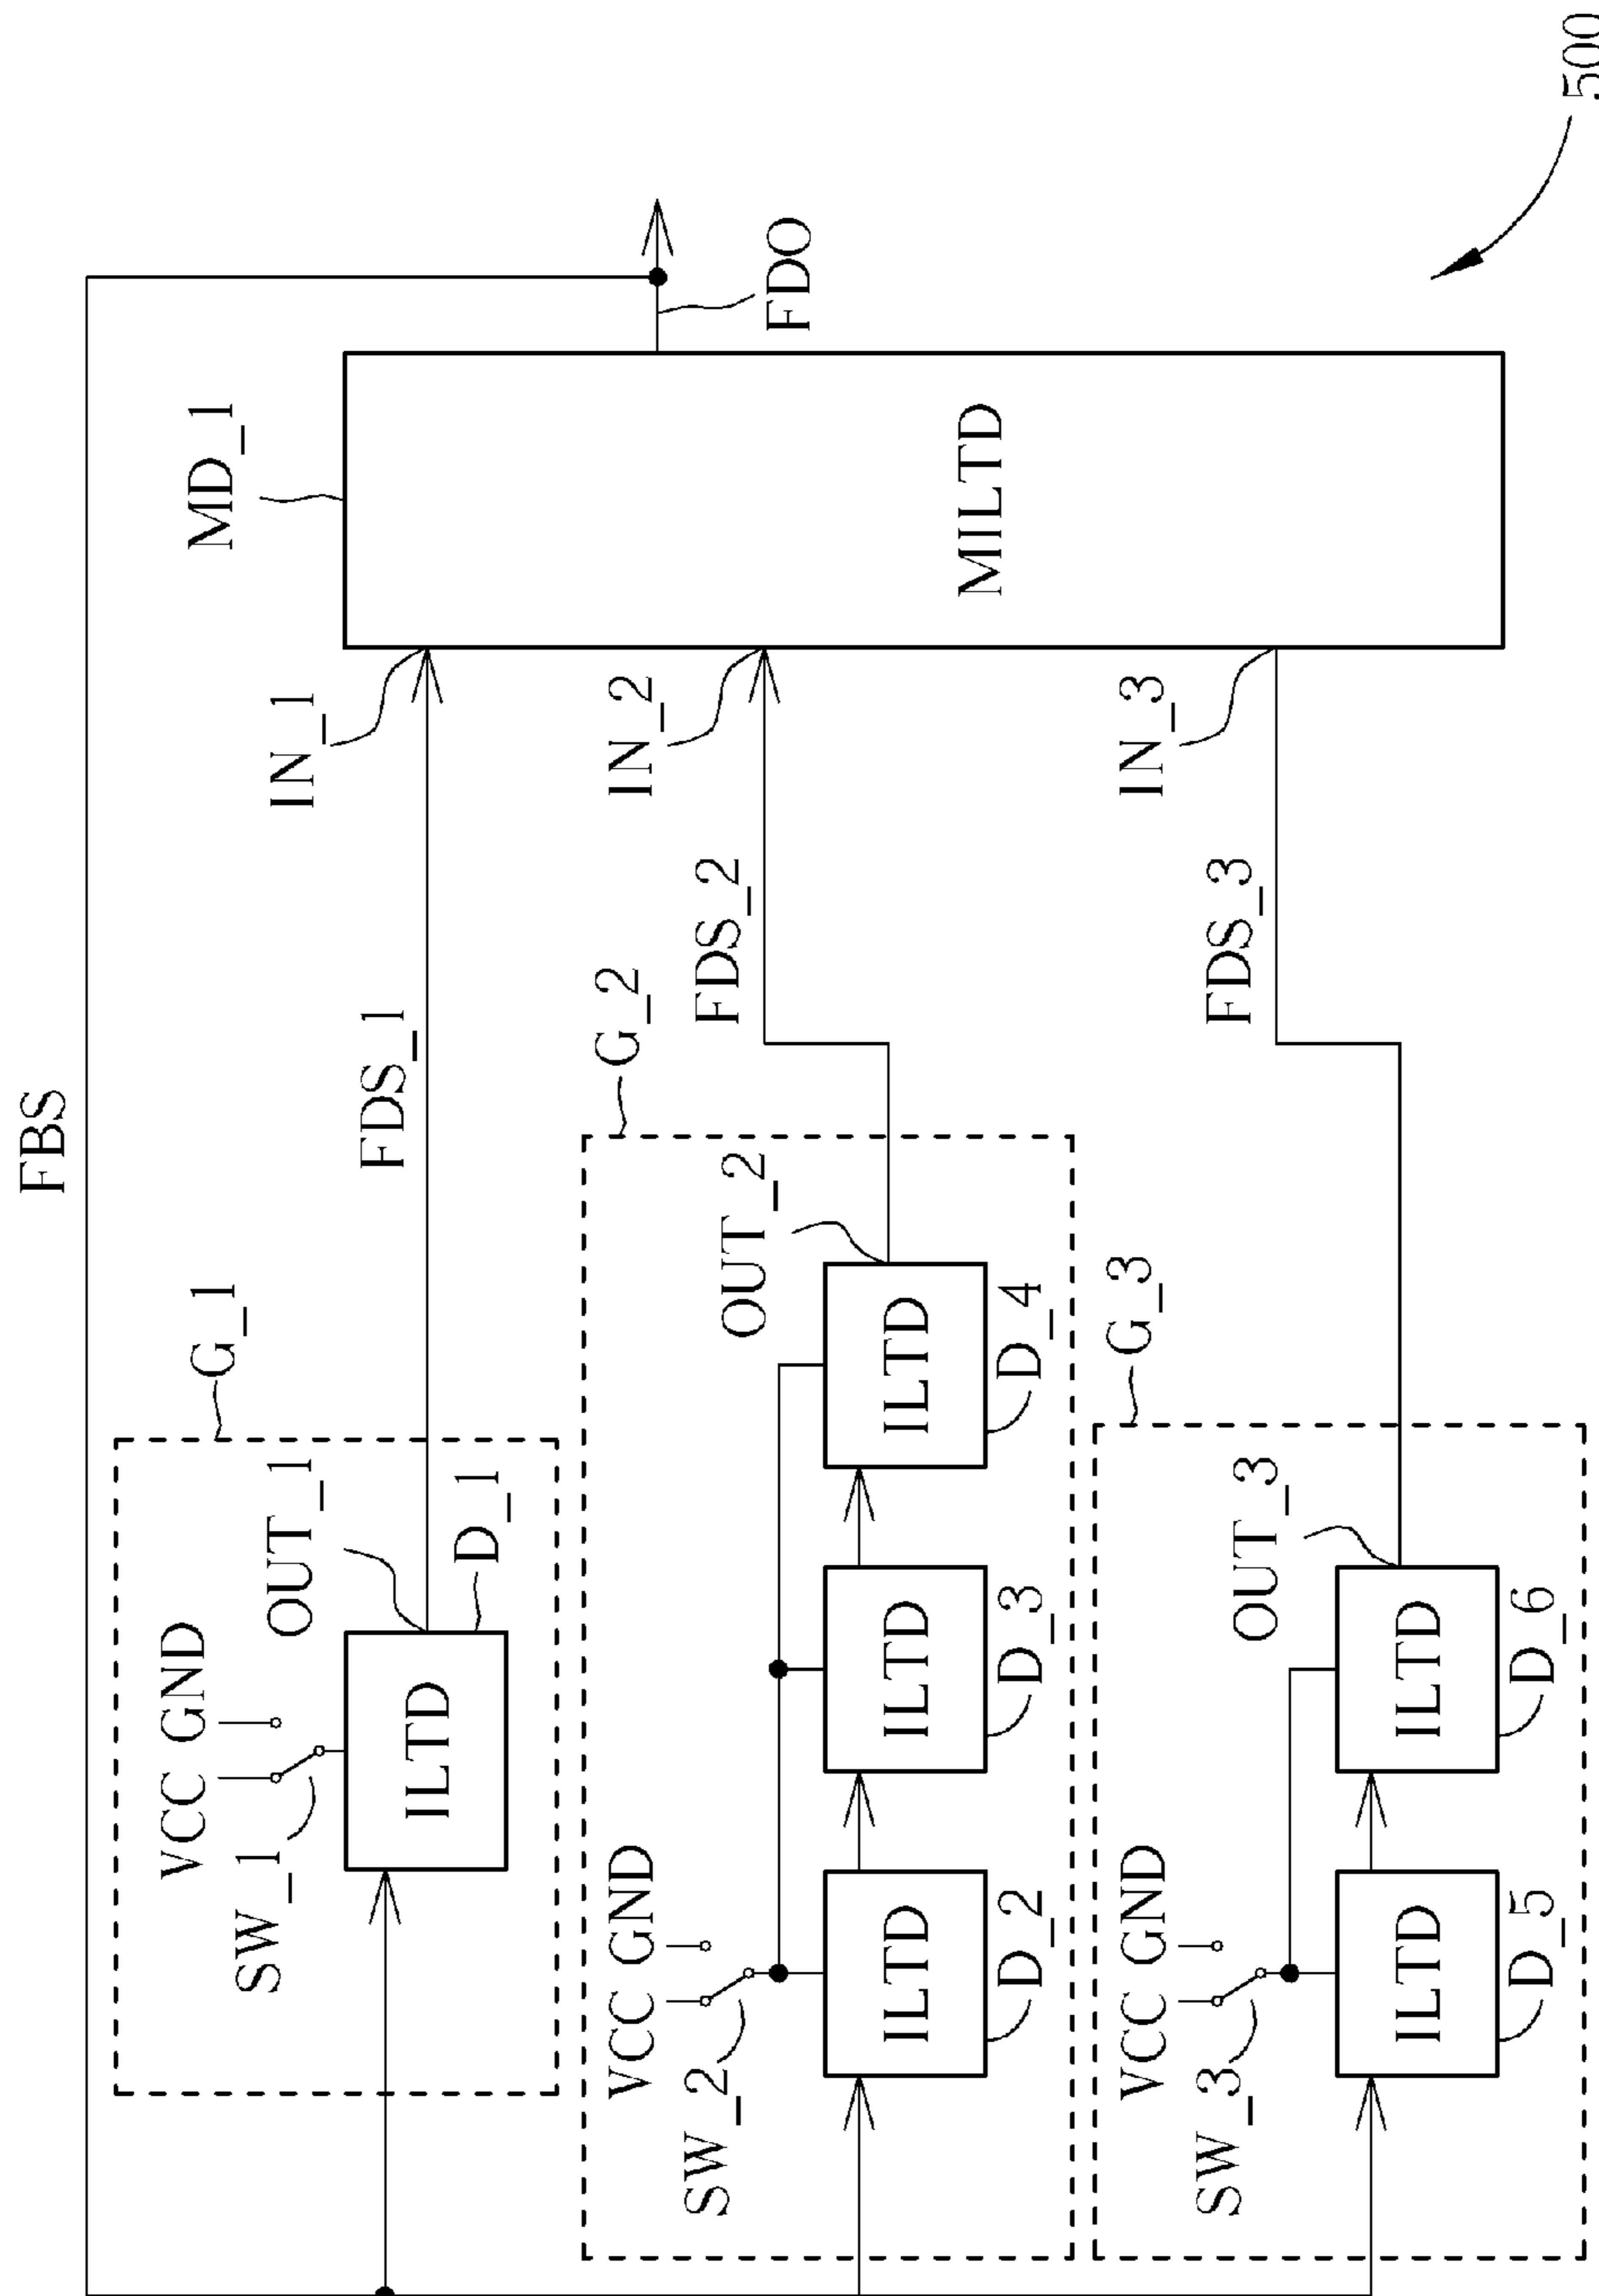 FBS
G_1
VCC GND
SW_1
OUT_1
ILTD
D_1
FDS_1
IN_1
MD_1
MILTD
FDO
G_2
VCC GND
SW_2
OUT_2
ILTD
ILTD
ILTD
D_2
D_3
D_4
FDS_2
IN_2
G_3
VCC GND
SW_3
OUT_3
ILTD
ILTD
D_5
D_6
FDS_3
IN_3
500